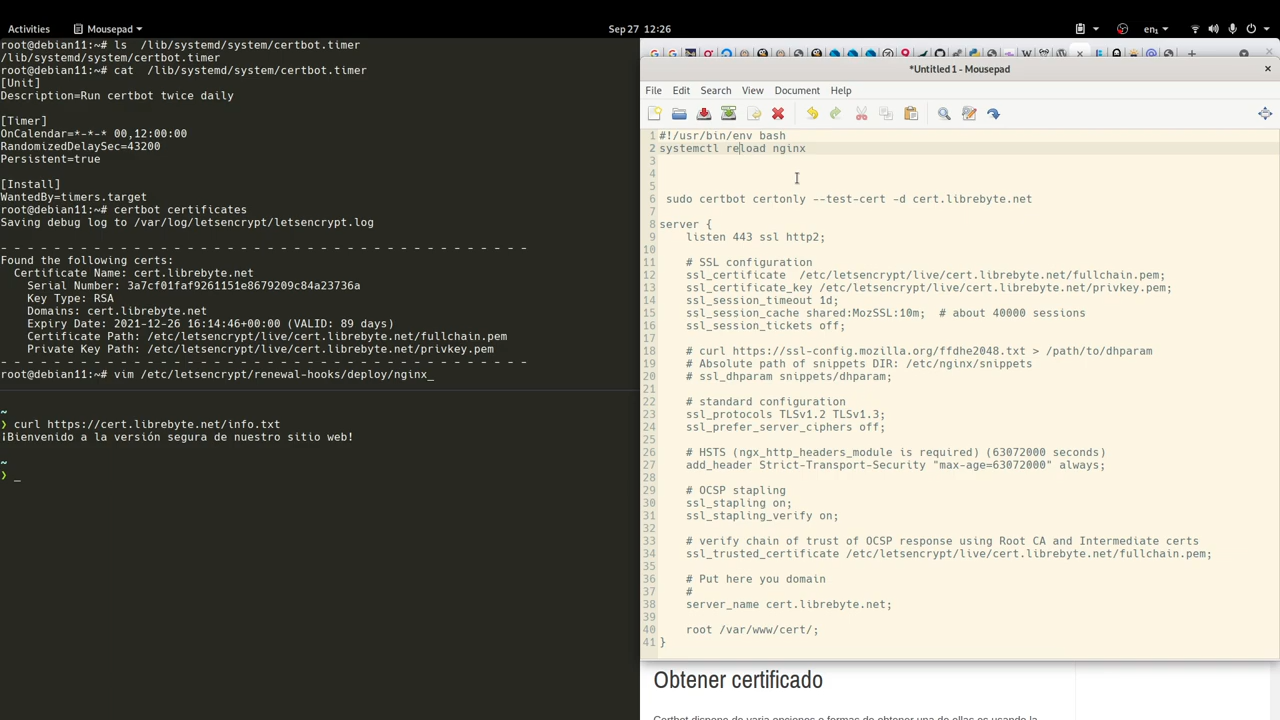 Activities
Mousepad
Sep 27 12:26
en₁
root@debian11:~# ls  /lib/systemd/system/certbot.timer
/lib/systemd/system/certbot.timer
root@debian11:~# cat  /lib/systemd/system/certbot.timer
[Unit]
Description=Run certbot twice daily
[Timer]
OnCalendar=*-*-* 00,12:00:00
RandomizedDelaySec=43200
Persistent=true
[Install]
WantedBy=timers.target
root@debian11:~# certbot certificates
Saving debug log to /var/log/letsencrypt/letsencrypt.log
- - - - - - - - - - - - - - - - - - - - - - - - - - - - - - - - - - - - - - - -
Found the following certs:
  Certificate Name: cert.librebyte.net
    Serial Number: 3a7cf01faf9261151e8679209c84a23736a
    Key Type: RSA
    Domains: cert.librebyte.net
    Expiry Date: 2021-12-26 16:14:46+00:00 (VALID: 89 days)
    Certificate Path: /etc/letsencrypt/live/cert.librebyte.net/fullchain.pem
    Private Key Path: /etc/letsencrypt/live/cert.librebyte.net/privkey.pem
- - - - - - - - - - - - - - - - - - - - - - - - - - - - - - - - - - - - - - - -
root@debian11:~# vim /etc/letsencrypt/renewal-hooks/deploy/nginx_
~
❯ curl https://cert.librebyte.net/info.txt
¡Bienvenido a la versión segura de nuestro sitio web!
~
❯ _
*Untitled 1 - Mousepad
File Edit Search View Document Help
1 #!/usr/bin/env bash
2 systemctl reload nginx
3
4
5
6  sudo certbot certonly --test-cert -d cert.librebyte.net
7
8 server {
9     listen 443 ssl http2;
10
11     # SSL configuration
12     ssl_certificate  /etc/letsencrypt/live/cert.librebyte.net/fullchain.pem;
13     ssl_certificate_key /etc/letsencrypt/live/cert.librebyte.net/privkey.pem;
14     ssl_session_timeout 1d;
15     ssl_session_cache shared:MozSSL:10m;  # about 40000 sessions
16     ssl_session_tickets off;
17
18     # curl https://ssl-config.mozilla.org/ffdhe2048.txt > /path/to/dhparam
19     # Absolute path of snippets DIR: /etc/nginx/snippets
20     # ssl_dhparam snippets/dhparam;
21
22     # standard configuration
23     ssl_protocols TLSv1.2 TLSv1.3;
24     ssl_prefer_server_ciphers off;
25
26     # HSTS (ngx_http_headers_module is required) (63072000 seconds)
27     add_header Strict-Transport-Security "max-age=63072000" always;
28
29     # OCSP stapling
30     ssl_stapling on;
31     ssl_stapling_verify on;
32
33     # verify chain of trust of OCSP response using Root CA and Intermediate certs
34     ssl_trusted_certificate /etc/letsencrypt/live/cert.librebyte.net/fullchain.pem;
35
36     # Put here you domain
37     #
38     server_name cert.librebyte.net;
39
40     root /var/www/cert/;
41 }
Obtener certificado
Certbot dispone de varia opciones o formas de obtener una de ellas es usando la